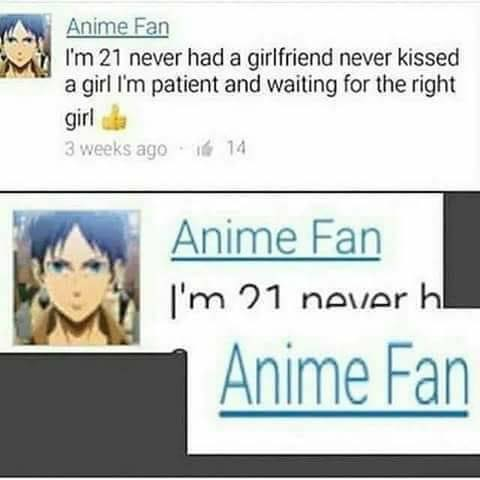 Anime Fan
I'm 21 never had a girlfriend never kissed
a girl I'm patient and waiting for the right
girl 👍
3 weeks ago · 14
Anime Fan
I'm 21 never h
Anime Fan